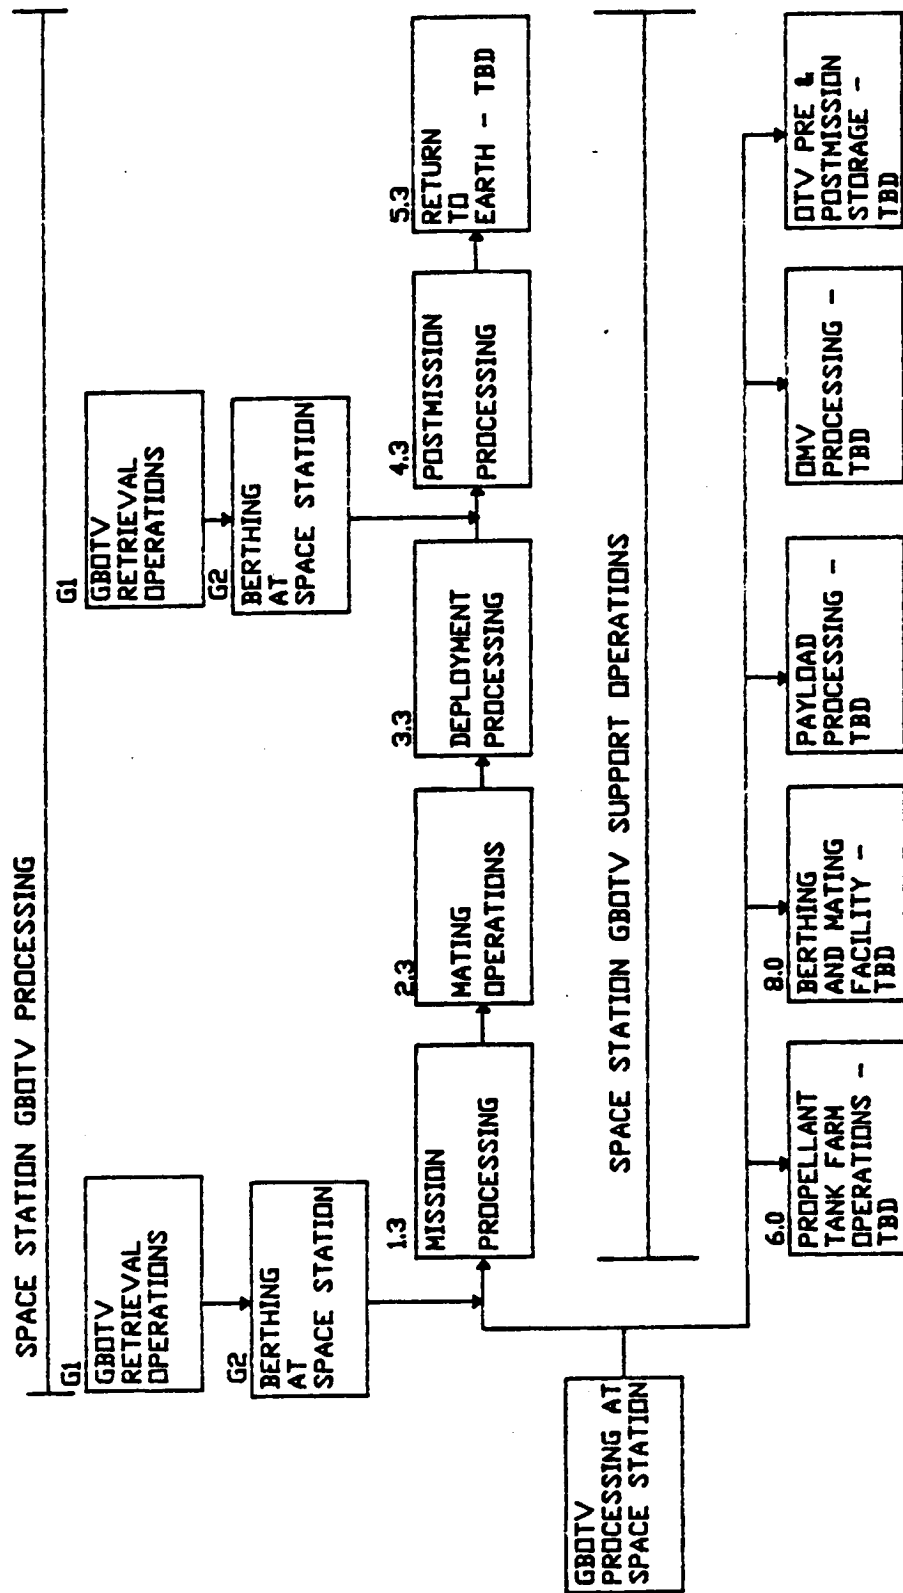 SPACE STATION GBOTV PROCESSING
G1
GBOTV
RETRIEVAL
OPERATIONS
G2
BERTHING
AT
SPACE STATION
G1
GBOTV
RETRIEVAL
OPERATIONS
G2
BERTHING
AT
SPACE STATION
1.3
MISSION
PROCESSING
2.3
MATING
OPERATIONS
3.3
DEPLOYMENT
PROCESSING
4.3
POSTMISSION
PROCESSING
5.3
RETURN
TO
EARTH - TBD
GBOTV
PROCESSING AT
SPACE STATION
SPACE STATION GBOTV SUPPORT OPERATIONS
6.0
PROPELLANT
TANK FARM
OPERATIONS -
TBD
8.0
BERTHING
AND MATING
FACILITY -
TBD
PAYLOAD
PROCESSING -
TBD
OMV
PROCESSING -
TBD
OTV PRE &
POSTMISSION
STORAGE -
TBD